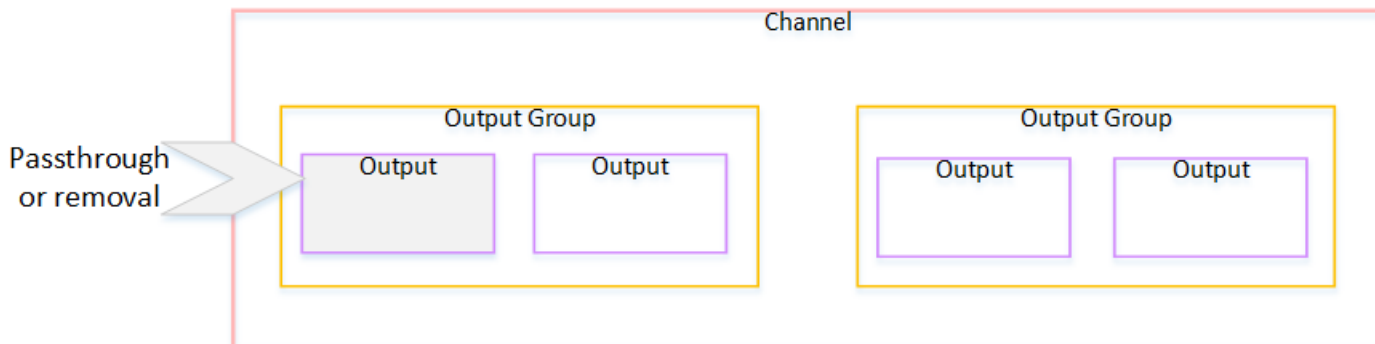 Channel
Output Group
Output Group
Passthrough
or removal
Output
Output
Output
Output